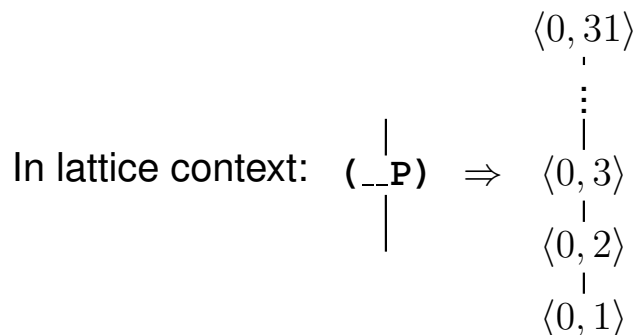 ⟨0, 31⟩
⋮
In lattice context: (__P) ⇒ ⟨0, 3⟩
⟨0, 2⟩
⟨0, 1⟩